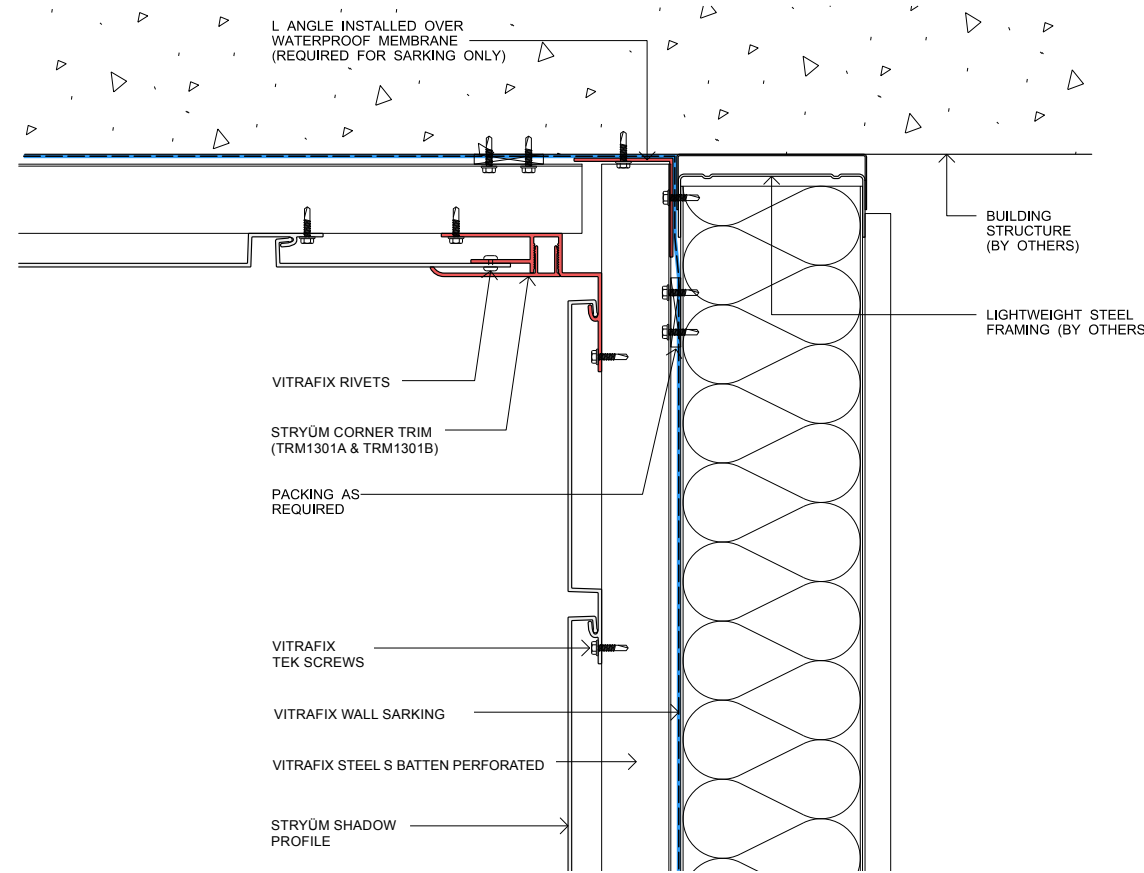 L ANGLE INSTALLED OVER
WATERPROOF MEMBRANE
(REQUIRED FOR SARKING ONLY)
BUILDING
STRUCTURE
(BY OTHERS)
LIGHTWEIGHT STEEL
FRAMING (BY OTHERS
VITRAFIX RIVETS
STRYÜM CORNER TRIM
(TRM1301A & TRM1301B)
PACKING AS
REQUIRED
VITRAFIX
TEK SCREWS
VITRAFIX WALL SARKING
VITRAFIX STEEL S BATTEN PERFORATED
STRYÜM SHADOW
PROFILE